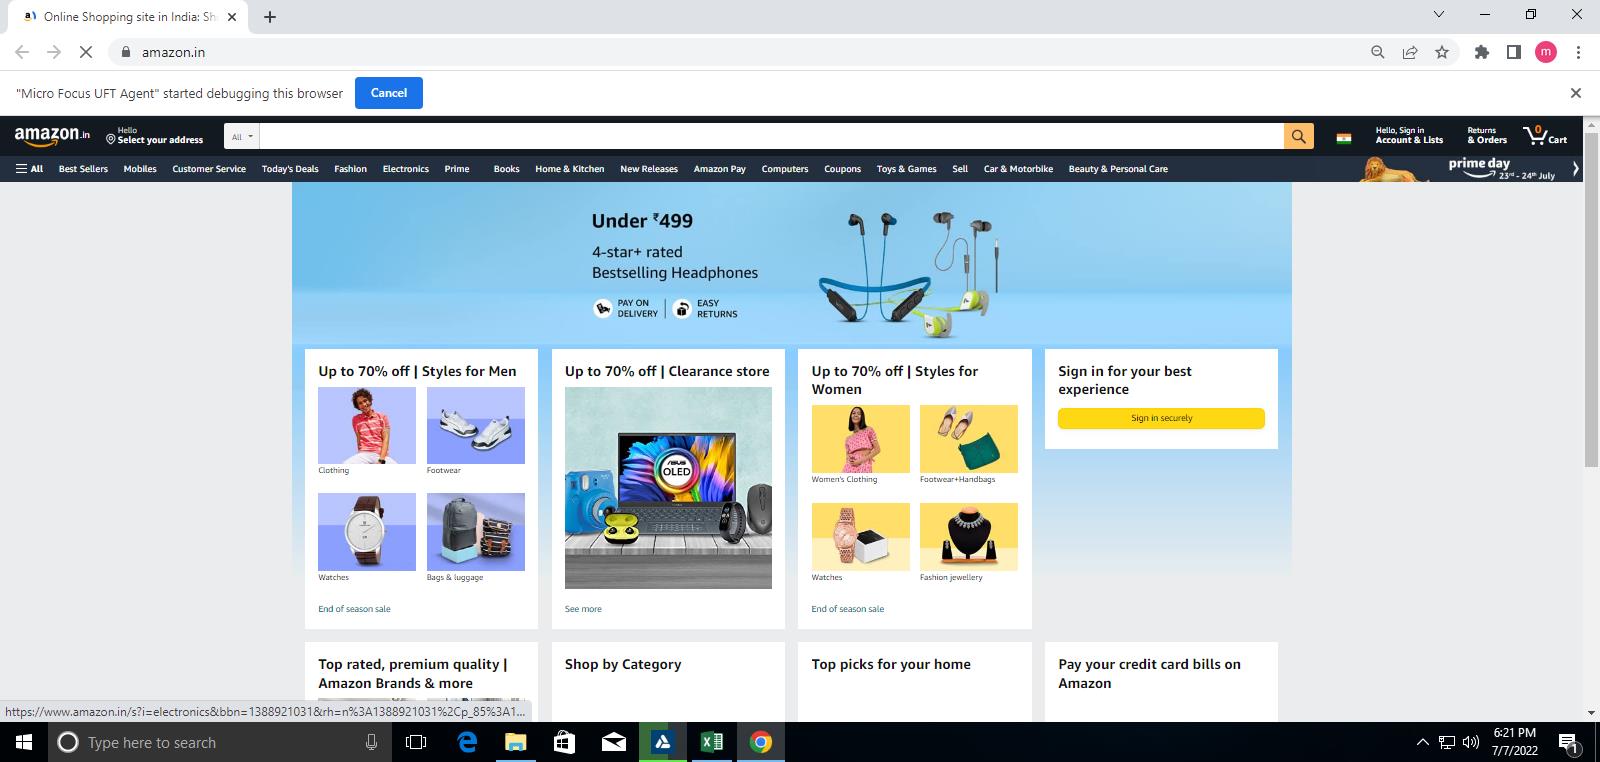 Online Shopping site in India: Sh
amazon.in
"Micro Focus UFT Agent" started debugging this browser
Cancel
m
amazon.in
Hello
Select your address
All
Hello, Sign in
Account & Lists
Returns
& Orders
0
Cart
All
Best Sellers
Mobiles
Customer Service
Today's Deals
Fashion
Electronics
Prime
Books
Home & Kitchen
New Releases
Amazon Pay
Computers
Coupons
Toys & Games
Sell
Car & Motorbike
Beauty & Personal Care
prime day
23rd - 24th July
Under ₹499
4-star+ rated
Bestselling Headphones
PAY ON
DELIVERY
EASY
RETURNS
Up to 70% off | Styles for Men
Clothing
Footwear
Watches
Bags & luggage
End of season sale
Up to 70% off | Clearance store
ASUS
OLED
See more
Up to 70% off | Styles for
Women
Women's Clothing
Footwear+Handbags
Watches
Fashion jewellery
End of season sale
Sign in for your best
experience
Sign in securely
Top rated, premium quality |
Amazon Brands & more
Shop by Category
Top picks for your home
Pay your credit card bills on
Amazon
https://www.amazon.in/s?i=electronics&bbn=1388921031&rh=n%3A1388921031%2Cp_85%3A1...
Type here to search
6:21 PM
7/7/2022
1